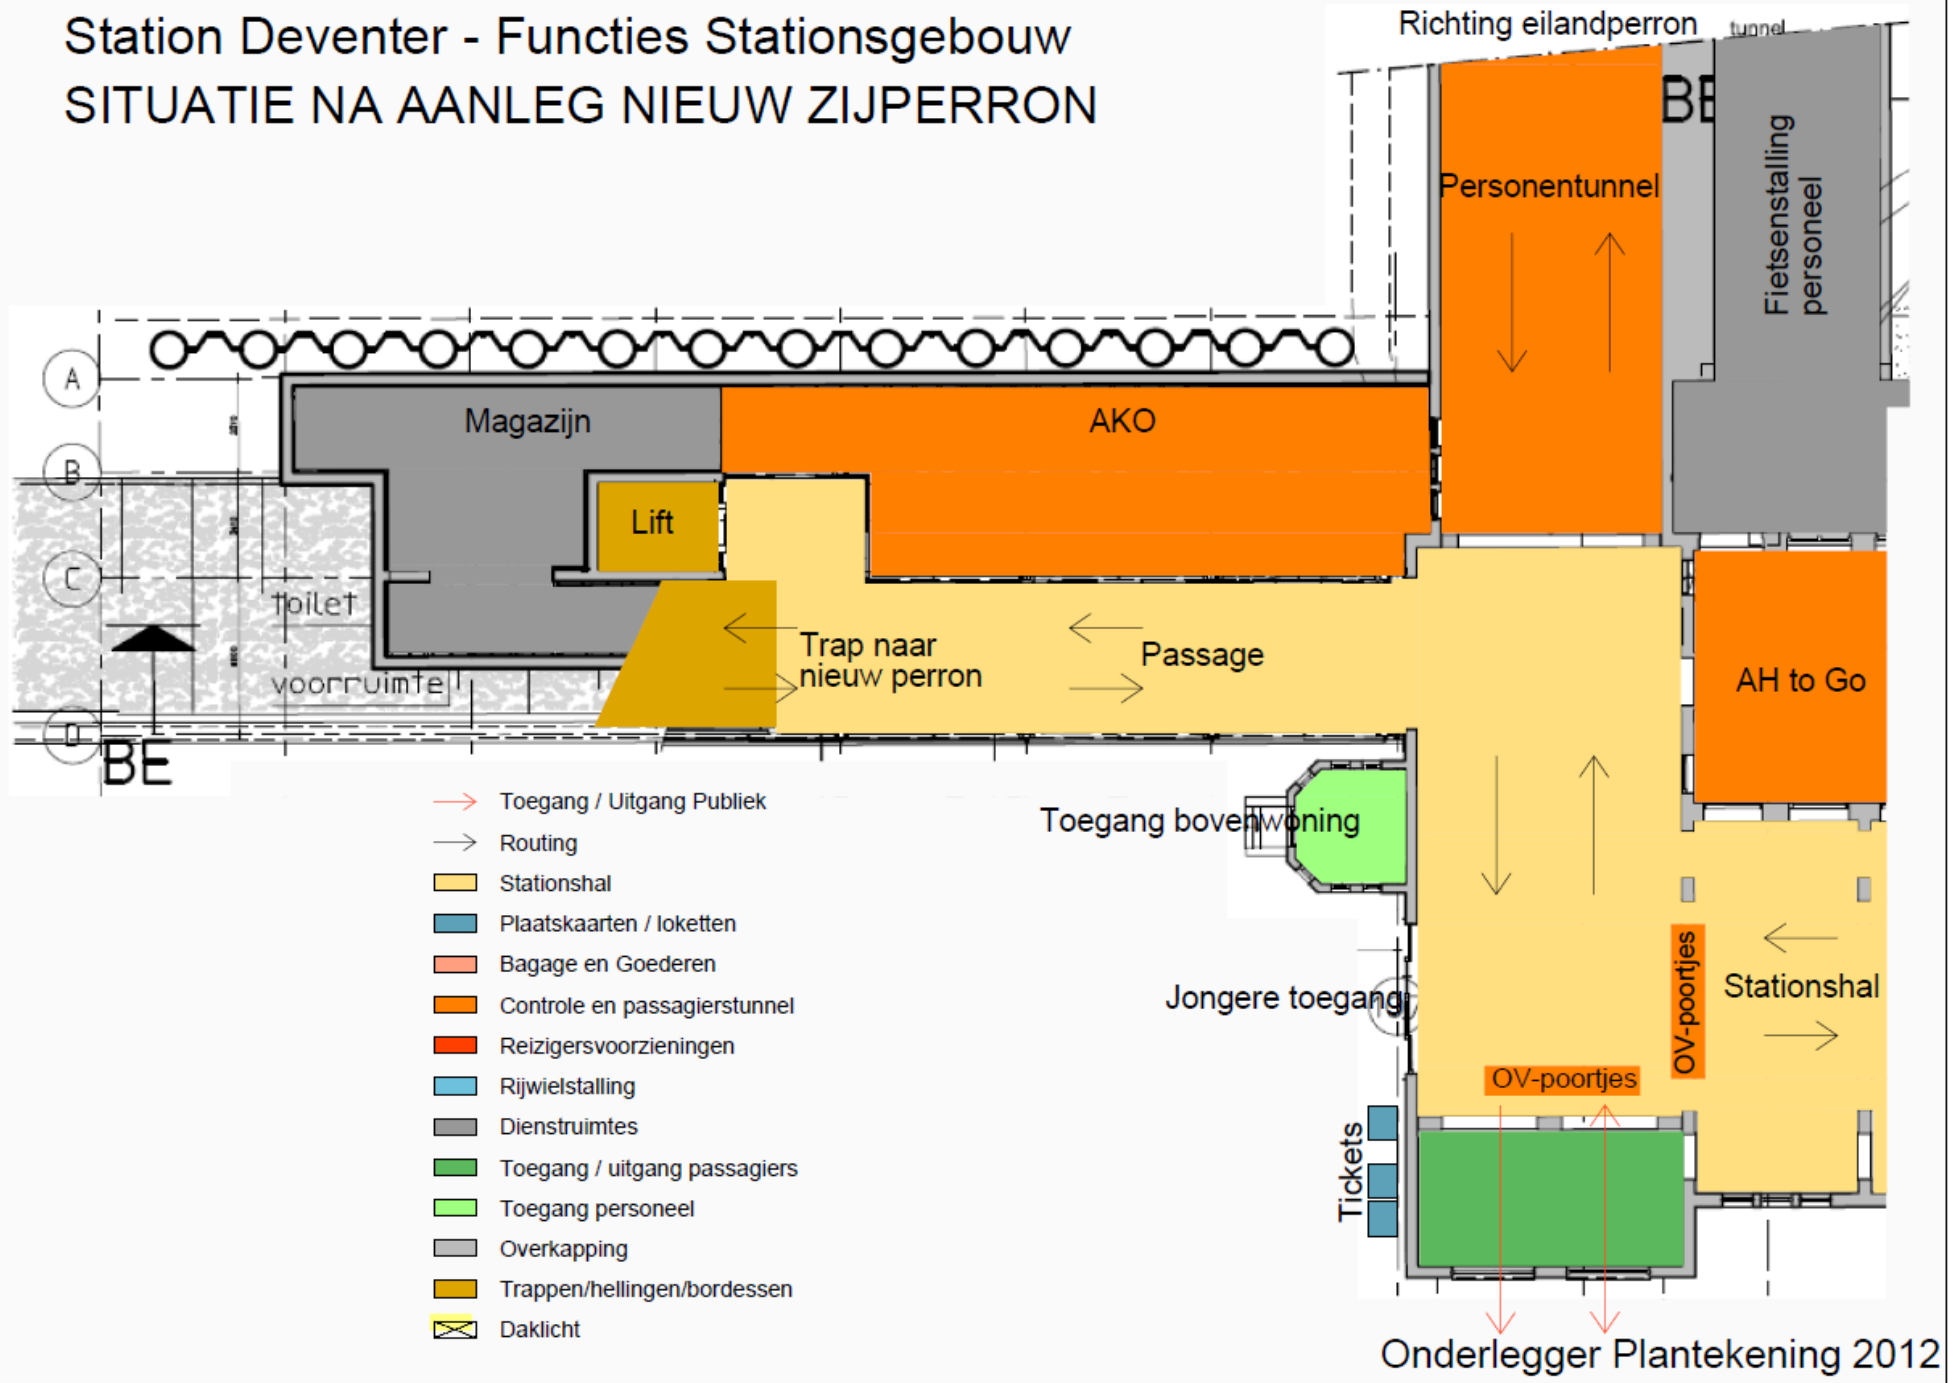 Station Deventer - Functies Stationsgebouw
SITUATIE NA AANLEG NIEUW ZIJPERRON
Richting eilandperron
tunnel
BE
Personentunnel
Fietsenstalling
personeel
A
B
C
D
Magazijn
AKO
Lift
toilet
voorruimte
BE
Trap naar
nieuw perron
Passage
AH to Go
Toegang bovenwoning
Jongere toegang
OV-poortjes
Stationshal
OV-poortjes
Tickets
Toegang / Uitgang Publiek
Routing
Stationshal
Plaatskaarten / loketten
Bagage en Goederen
Controle en passagierstunnel
Reizigersvoorzieningen
Rijwielstalling
Dienstruimtes
Toegang / uitgang passagiers
Toegang personeel
Overkapping
Trappen/hellingen/bordessen
Daklicht
Onderlegger Plantekening 2012